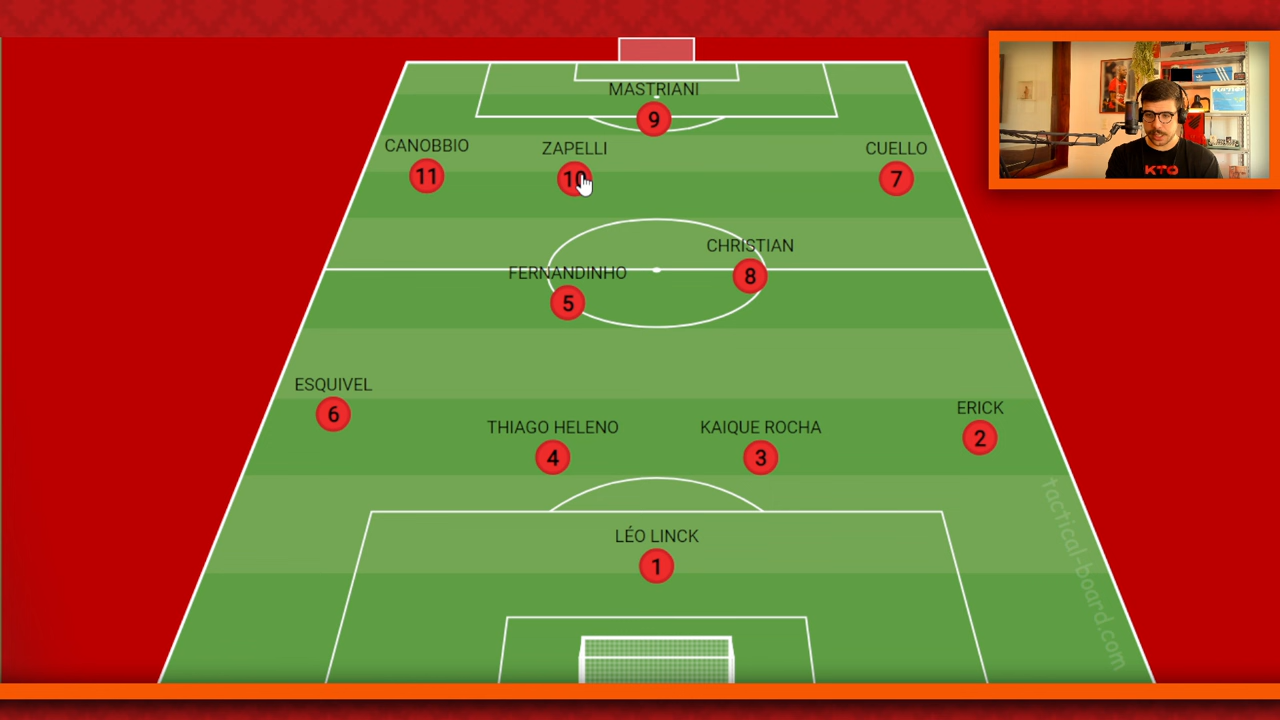 MASTRIANI
9
CANOBBIO
11
ZAPELLI
10
CUELLO
7
CHRISTIAN
8
FERNANDINHO
5
ESQUIVEL
6
THIAGO HELENO
4
KAIQUE ROCHA
3
ERICK
2
LÉO LINCK
1
tactical-board.com
KTO